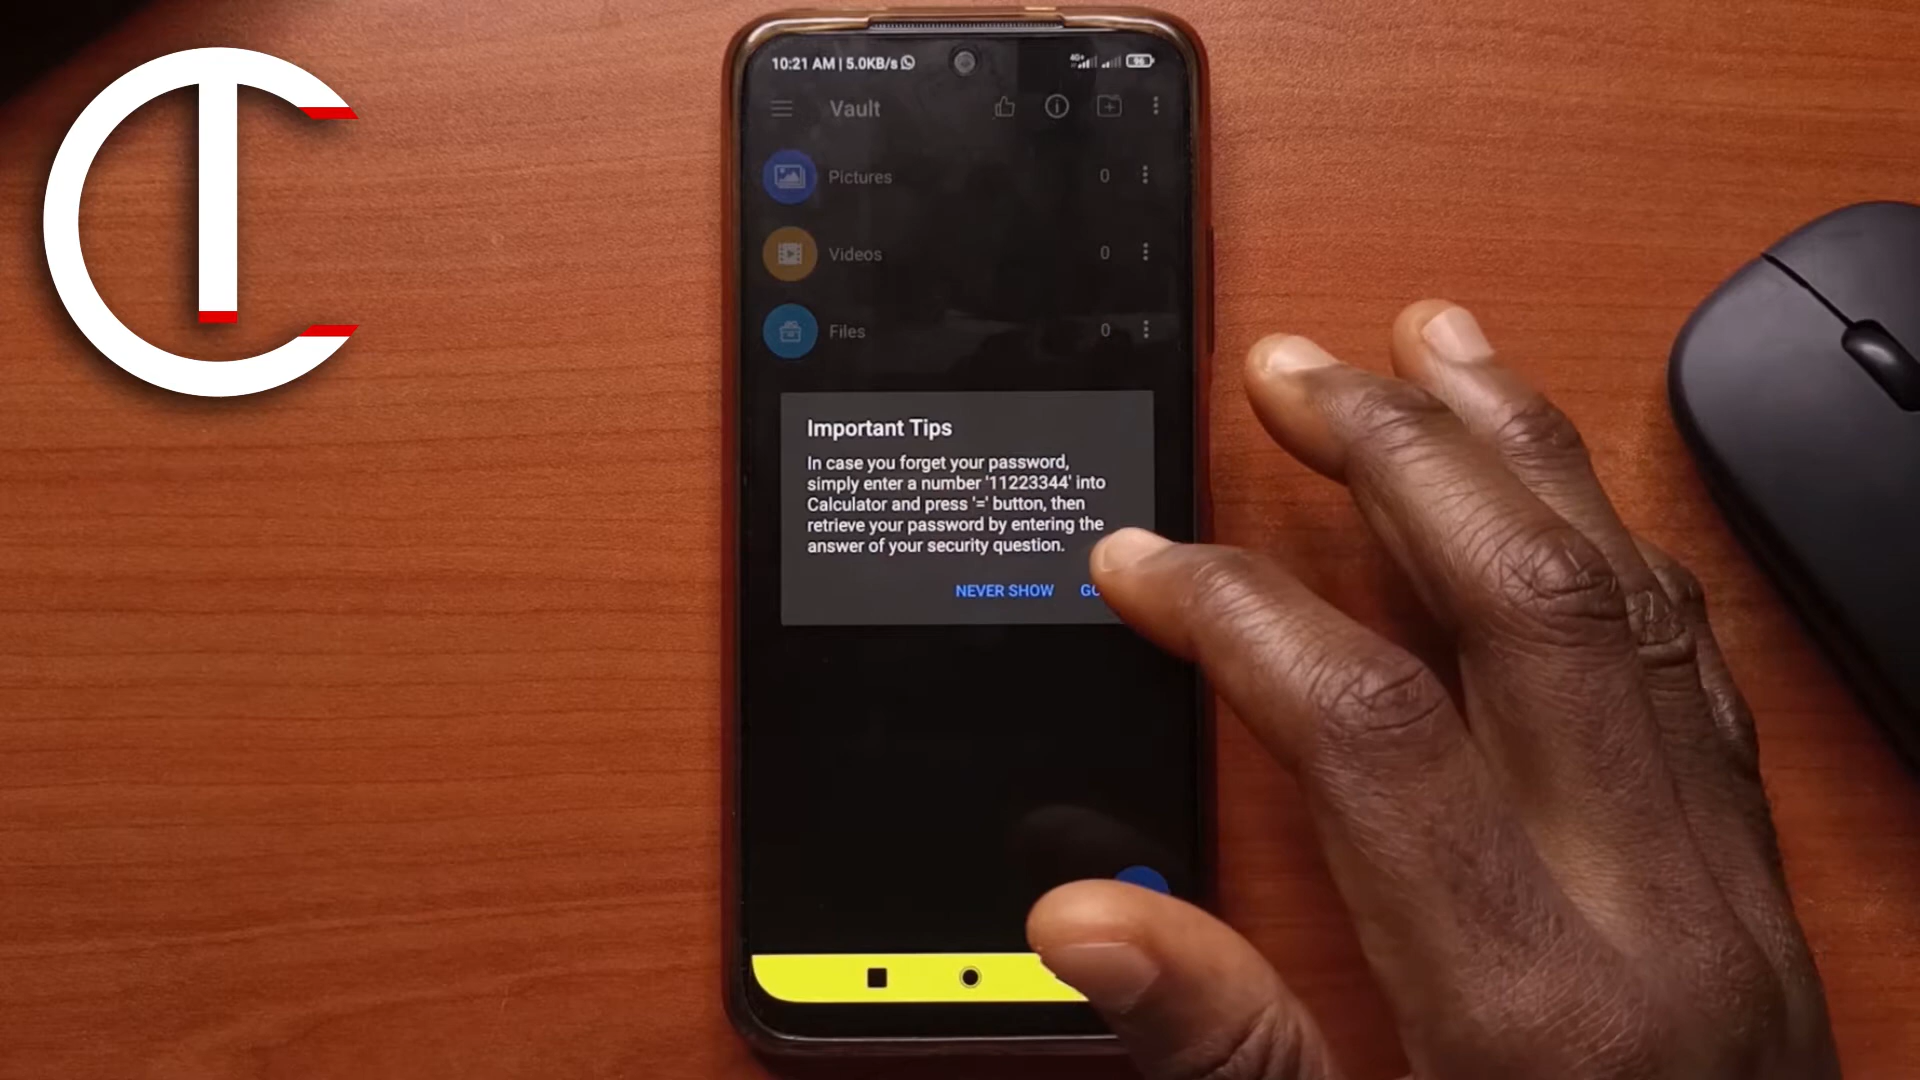 10:21 AM | 5.0KB/s
4G+
96
Vault
Pictures 0
Videos 0
Files 0
Important Tips
In case you forget your password,
simply enter a number '11223344' into
Calculator and press '=' button, then
retrieve your password by entering the
answer of your security question.
NEVER SHOW